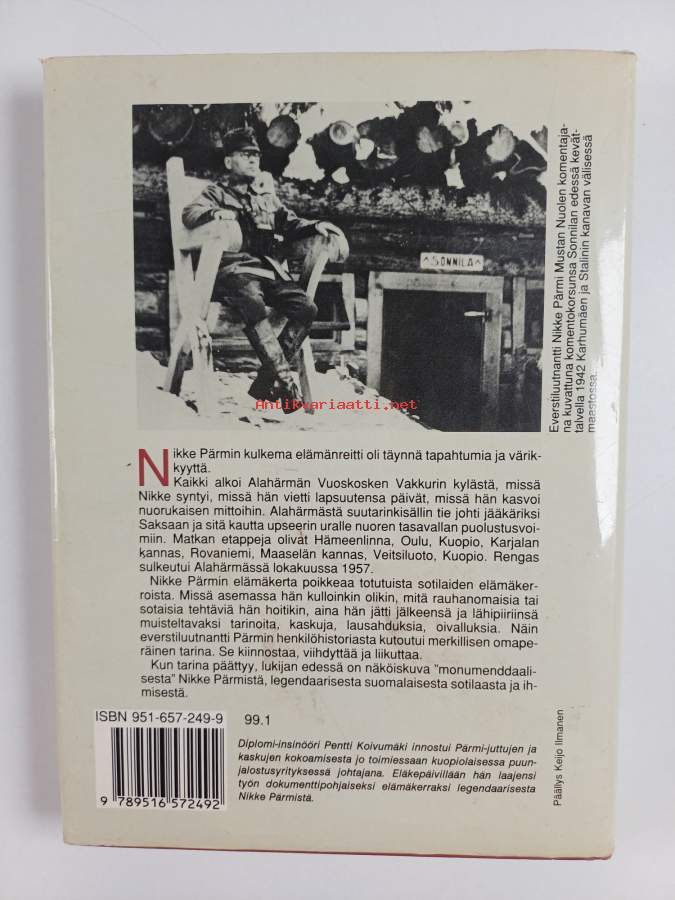 ^SONNILA^
Antikvariaatti.net
Everstiluutnantti Nikke Pärmi Mustan Nuolen komentaja-
na kuvattuna komentokorsunsa Sonnilan edessä kevät-
talvella 1942 Karhumäen ja Stalinin kanavan välisessä
maastossa.
Nikke Pärmin kulkema elämänreitti oli täynnä tapahtumia ja värik-
kyyttä.
Kaikki alkoi Alahärmän Vuoskosken Vakkurin kylästä, missä
Nikke syntyi, missä hän vietti lapsuutensa päivät, missä hän kasvoi
nuorukaisen mittoihin. Alahärmästä suutarinkisällin tie johti jääkäriksi
Saksaan ja sitä kautta upseerin uralle nuoren tasavallan puolustusvoi-
miin. Matkan etappeja olivat Hämeenlinna, Oulu, Kuopio, Karjalan
kannas, Rovaniemi, Maaselän kannas, Veitsiluoto, Kuopio. Rengas
sulkeutui Alahärmässä lokakuussa 1957.
Nikke Pärmin elämäkerta poikkeaa totutuista sotilaiden elämäker-
roista. Missä asemassa hän kulloinkin olikin, mitä rauhanomaisia tai
sotaisia tehtäviä hän hoitikin, aina hän jätti jälkeensä ja lähipiiriinsä
muisteltavaksi tarinoita, kaskuja, lausahduksia, oivalluksia. Näin
everstiluutnantti Pärmin henkilöhistoriasta kutoutui merkillisen omape-
räinen tarina. Se kiinnostaa, viihdyttää ja liikuttaa.
Kun tarina päättyy, lukijan edessä on näköiskuva "monumenddaali-
sesta" Nikke Pärmistä, legendaarisesta suomalaisesta sotilaasta ja ih-
misestä.
ISBN 951-657-249-9
99.1
9 789516 572492
Diplomi-insinööri Pentti Koivumäki innostui Pärmi-juttujen ja
kaskujen kokoamisesta jo toimiessaan kuopiolaisessa puun-
jalostusyrityksessä johtajana. Eläkepäivillään hän laajensi
työn dokumenttipohjaiseksi elämäkerraksi legendaarisesta
Nikke Pärmistä.
Päällys Keijo Ilmanen